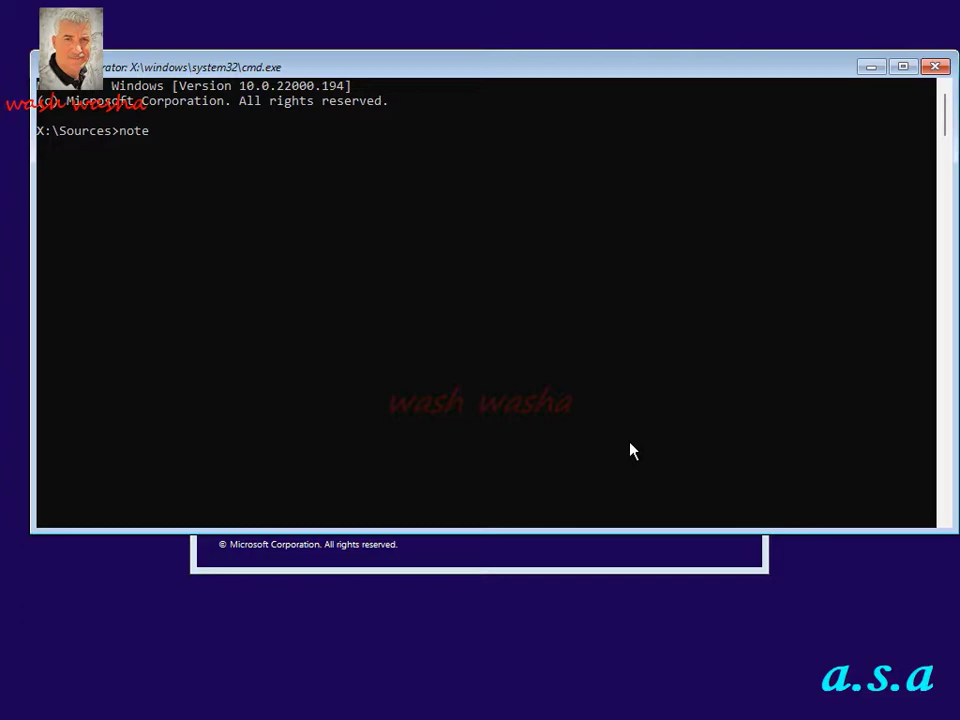 rator: X:\windows\system32\cmd.exe
Windows [Version 10.0.22000.194]
(c) Microsoft Corporation. All rights reserved.
wash washa
X:\Sources>note
wash washa
© Microsoft Corporation. All rights reserved.
a.s.a